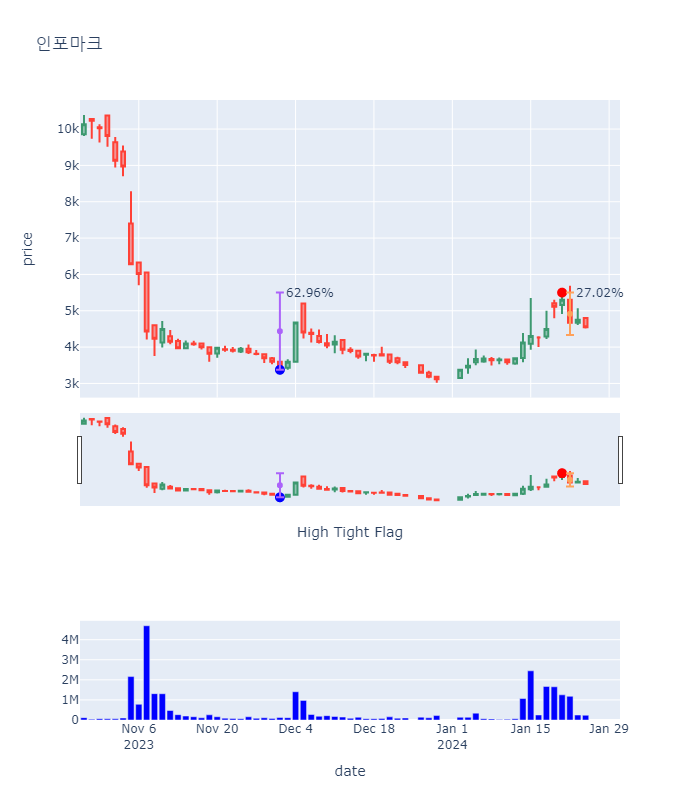 인포마크
10k
9k
8k
7k
6k
5k
4k
3k
price
62.96%
27.02%
High Tight Flag
4M
3M
2M
1M
0
Nov 6
2023
Nov 20
Dec 4
Dec 18
Jan 1
2024
Jan 15
Jan 29
date